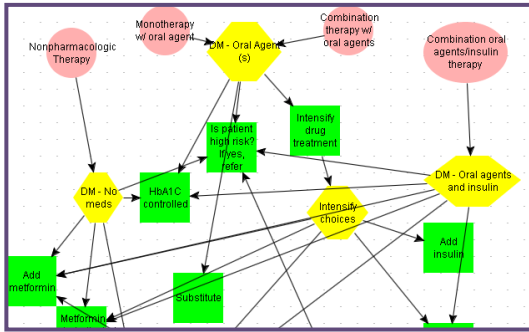 Nonpharmacologic
Therapy
Monotherapy
w/ oral agent
DM - Oral Agent
(s)
Combination
therapy w/
oral agents
Combination oral
agents/insulin
therapy
Is patient
high risk?
If yes,
refer
Intensify
drug
treatment
DM - No
meds
HbA1C
controlled
Intensify
choices
DM - Oral agents
and insulin
Add
insulin
Add
metformin
Substitute
Metformin